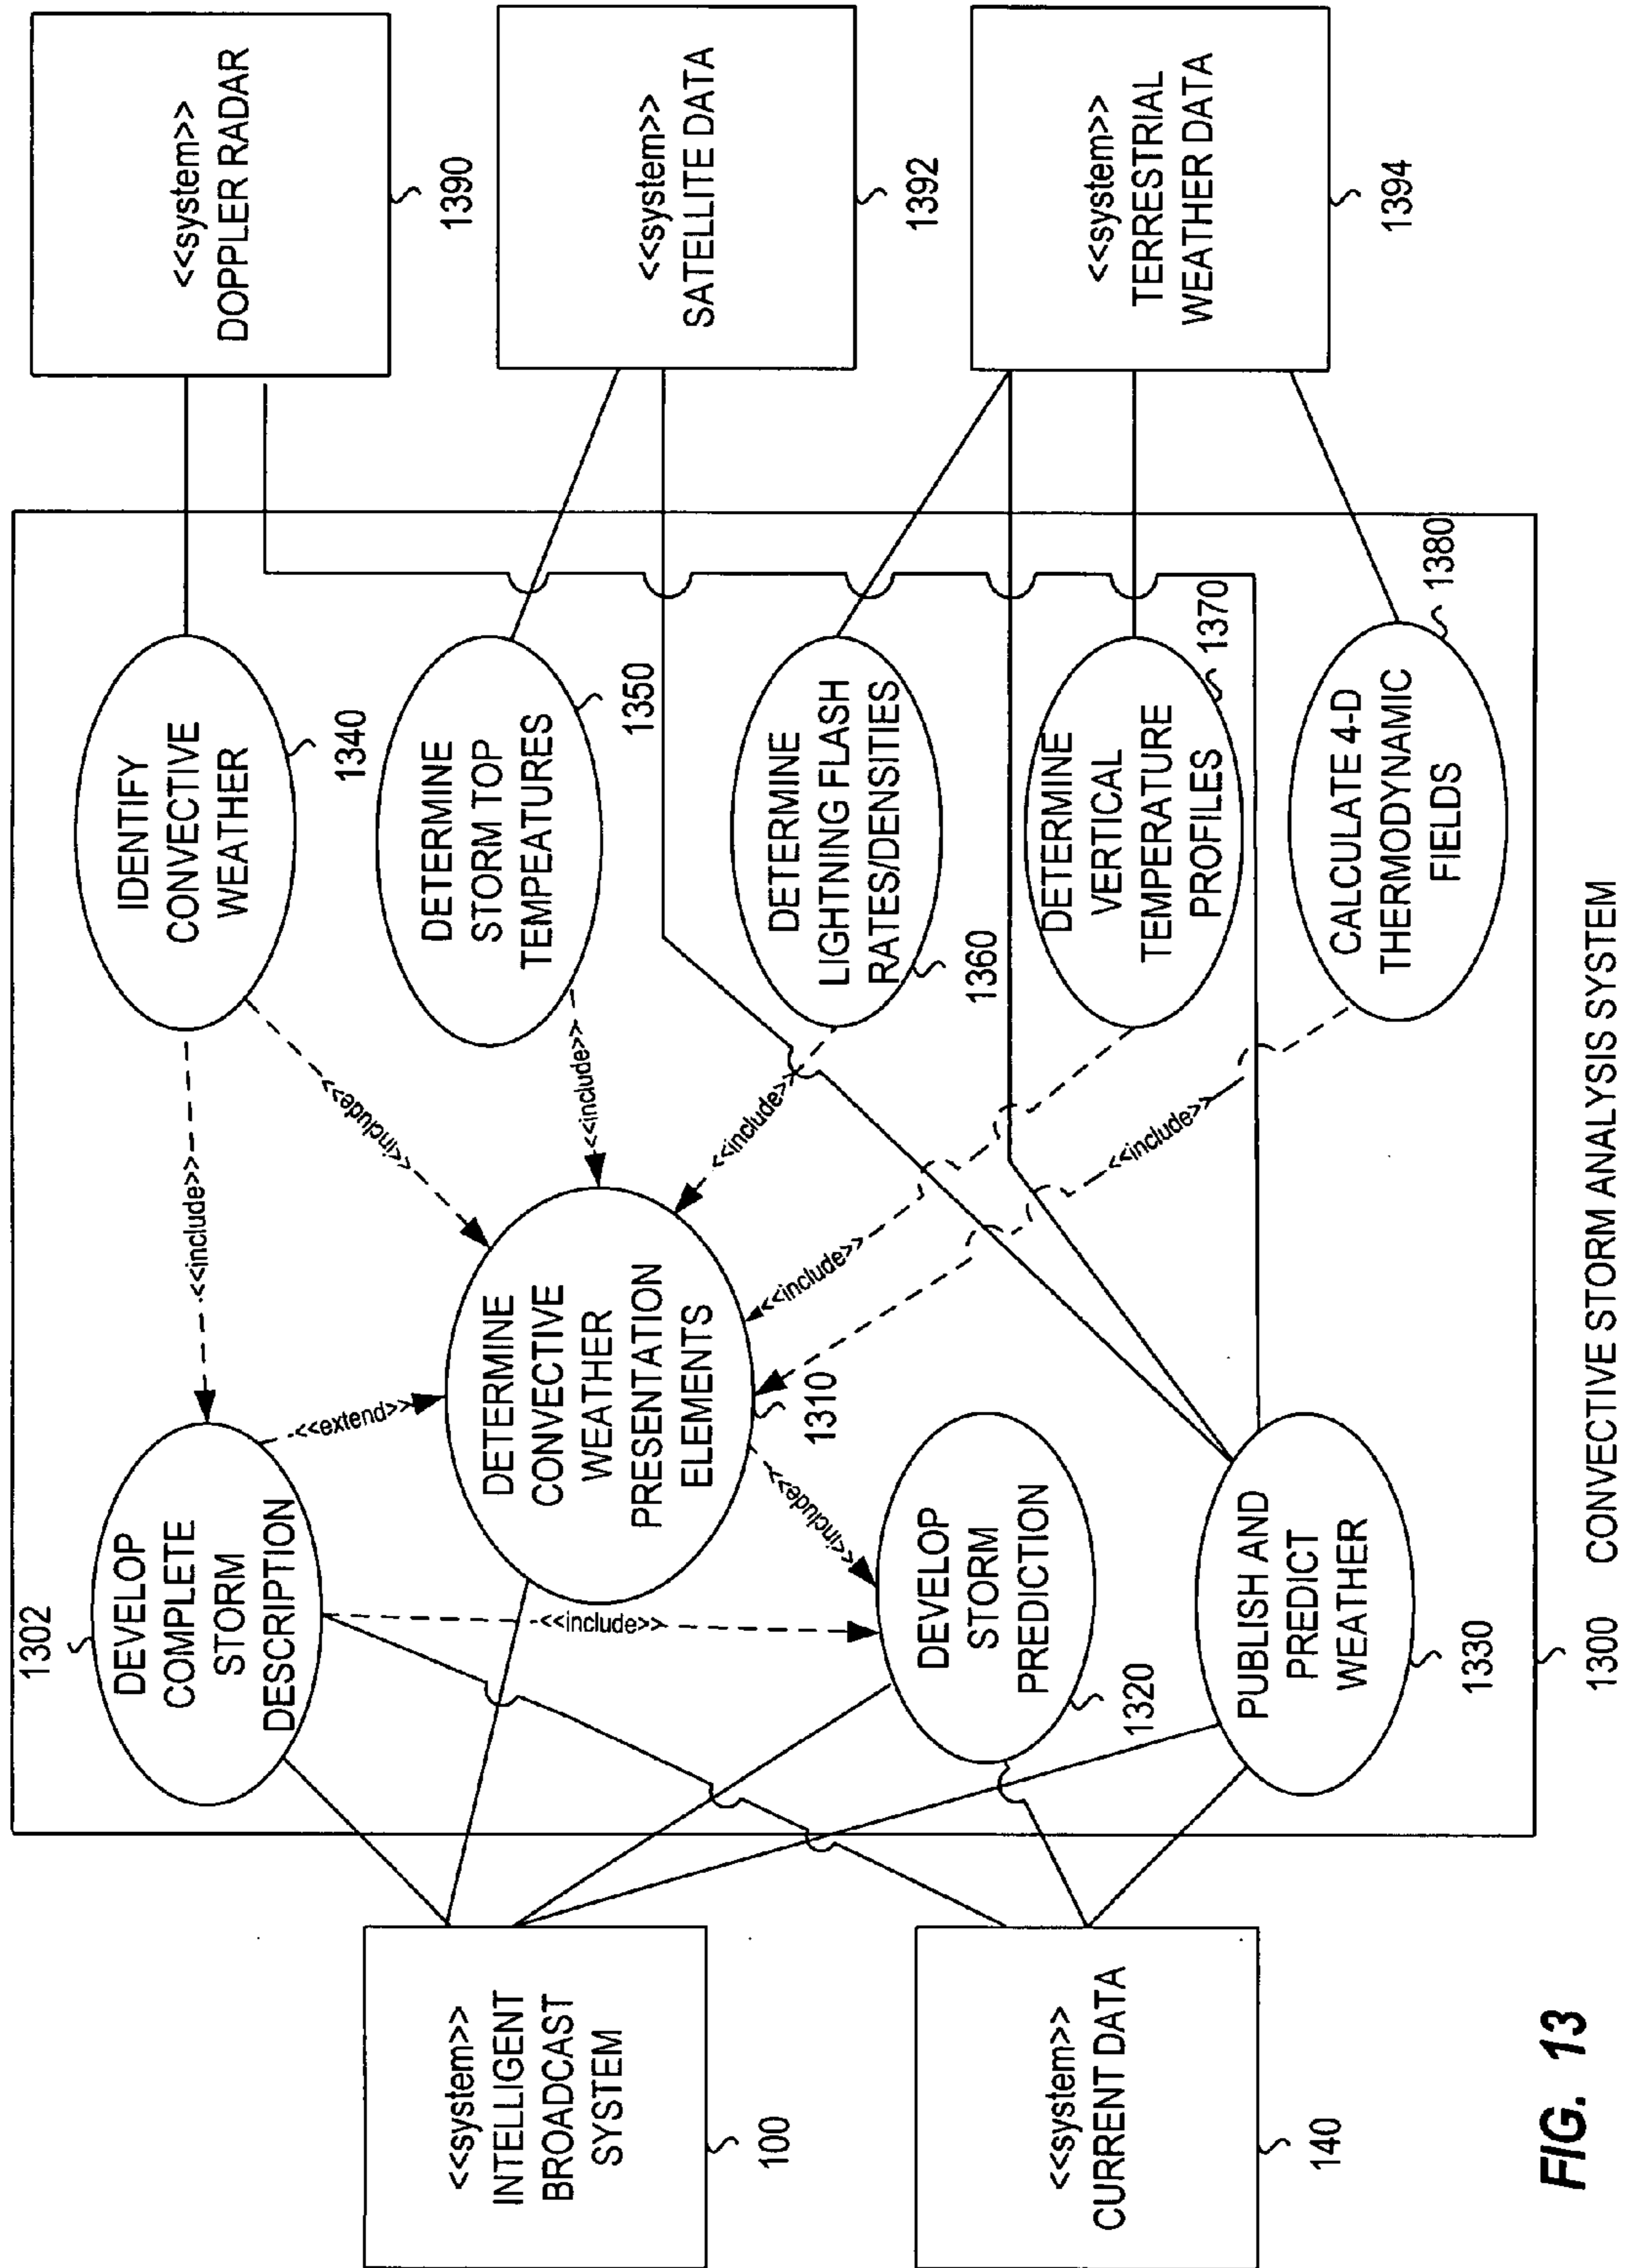 <<system>>
INTELLIGENT
BROADCAST
SYSTEM
100
<<system>>
CURRENT DATA
140
1302
DEVELOP
COMPLETE
STORM
DESCRIPTION
<<extend>>
<<include>>
<<include>>
<<include>>
DETERMINE
CONVECTIVE
WEATHER
PRESENTATION
ELEMENTS
1310
<<include>>
DEVELOP
STORM
PREDICTION
1320
PUBLISH AND
PREDICT
WEATHER
1330
<<include>>
<<include>>
<<include>>
<<include>>
IDENTIFY
CONVECTIVE
WEATHER
1340
DETERMINE
STORM TOP
TEMPEATURES
1350
DETERMINE
LIGHTNING FLASH
RATES/DENSITIES
1360
DETERMINE
VERTICAL
TEMPERATURE
PROFILES
1370
CALCULATE 4-D
THERMODYNAMIC
FIELDS
1380
<<system>>
DOPPLER RADAR
1390
<<system>>
SATELLITE DATA
1392
<<system>>
TERRESTRIAL
WEATHER DATA
1394
1300 CONVECTIVE STORM ANALYSIS SYSTEM
FIG. 13